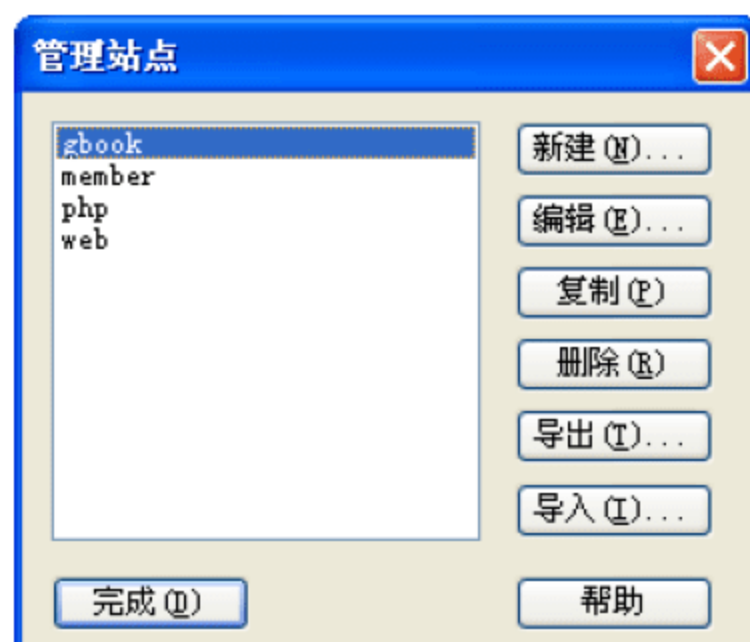 管理站点
gbook
member
php
web
新建(N)...
编辑(E)...
复制(P)
删除(R)
导出(T)...
导入(I)...
完成(D)
帮助